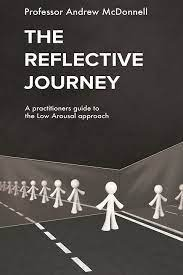 Professor Andrew McDonnell
THE
REFLECTIVE
JOURNEY
A practitioners guide to
the Low Arousal approach